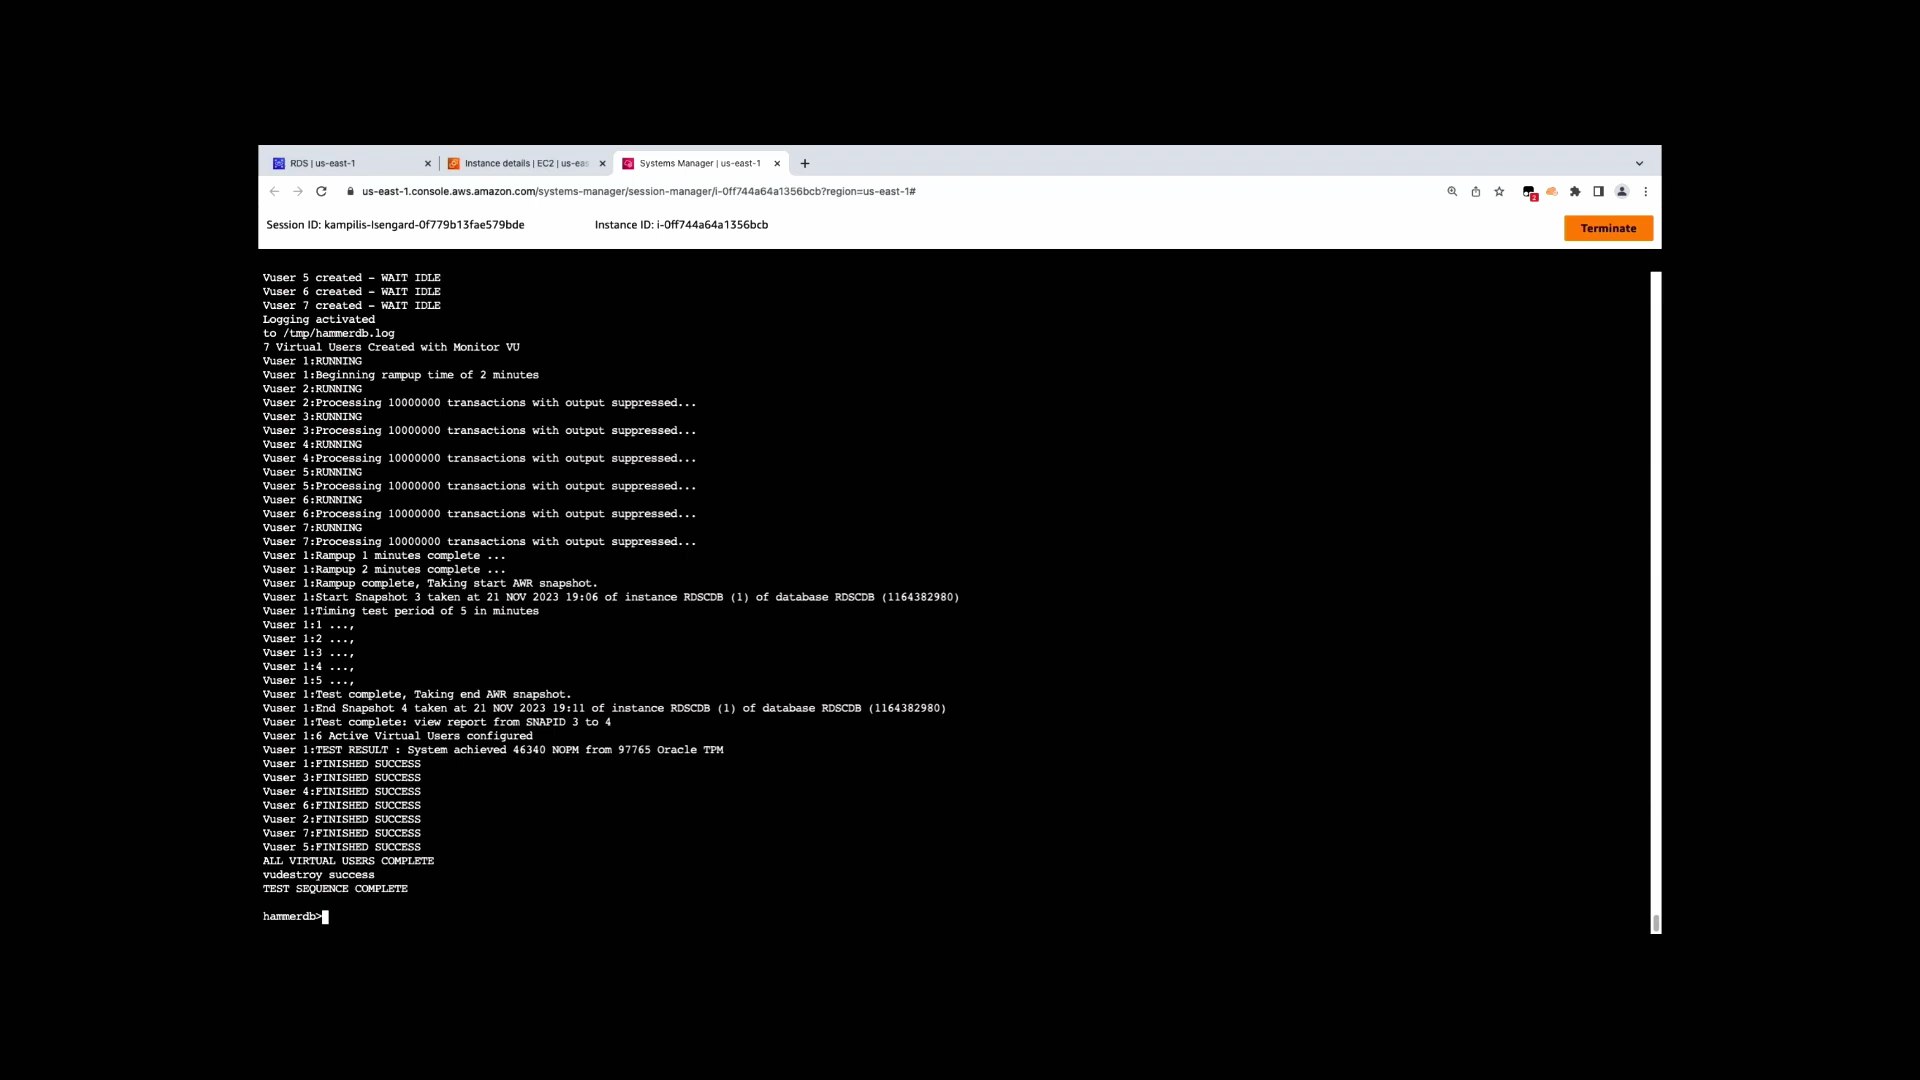 RDS | us-east-1
Instance details | EC2 | us-eas
Systems Manager | us-east-1
us-east-1.console.aws.amazon.com/systems-manager/session-manager/i-0ff744a64a1356bcb?region=us-east-1#
2
Session ID: kampilis-Isengard-0f779b13fae579bde
Instance ID: i-0ff744a64a1356bcb
Terminate
Vuser 5 created - WAIT IDLE
Vuser 6 created - WAIT IDLE
Vuser 7 created - WAIT IDLE
Logging activated
to /tmp/hammerdb.log
7 Virtual Users Created with Monitor VU
Vuser 1:RUNNING
Vuser 1:Beginning rampup time of 2 minutes
Vuser 2:RUNNING
Vuser 2:Processing 10000000 transactions with output suppressed...
Vuser 3:RUNNING
Vuser 3:Processing 10000000 transactions with output suppressed...
Vuser 4:RUNNING
Vuser 4:Processing 10000000 transactions with output suppressed...
Vuser 5:RUNNING
Vuser 5:Processing 10000000 transactions with output suppressed...
Vuser 6:RUNNING
Vuser 6:Processing 10000000 transactions with output suppressed...
Vuser 7:RUNNING
Vuser 7:Processing 10000000 transactions with output suppressed...
Vuser 1:Rampup 1 minutes complete ...
Vuser 1:Rampup 2 minutes complete ...
Vuser 1:Rampup complete, Taking start AWR snapshot.
Vuser 1:Start Snapshot 3 taken at 21 NOV 2023 19:06 of instance RDSCDB (1) of database RDSCDB (1164382980)
Vuser 1:Timing test period of 5 in minutes
Vuser 1:1 ...,
Vuser 1:2 ...,
Vuser 1:3 ...,
Vuser 1:4 ...,
Vuser 1:5 ...,
Vuser 1:Test complete, Taking end AWR snapshot.
Vuser 1:End Snapshot 4 taken at 21 NOV 2023 19:11 of instance RDSCDB (1) of database RDSCDB (1164382980)
Vuser 1:Test complete: view report from SNAPID 3 to 4
Vuser 1:6 Active Virtual Users configured
Vuser 1:TEST RESULT : System achieved 46340 NOPM from 97765 Oracle TPM
Vuser 1:FINISHED SUCCESS
Vuser 3:FINISHED SUCCESS
Vuser 4:FINISHED SUCCESS
Vuser 6:FINISHED SUCCESS
Vuser 2:FINISHED SUCCESS
Vuser 7:FINISHED SUCCESS
Vuser 5:FINISHED SUCCESS
ALL VIRTUAL USERS COMPLETE
vudestroy success
TEST SEQUENCE COMPLETE
hammerdb>